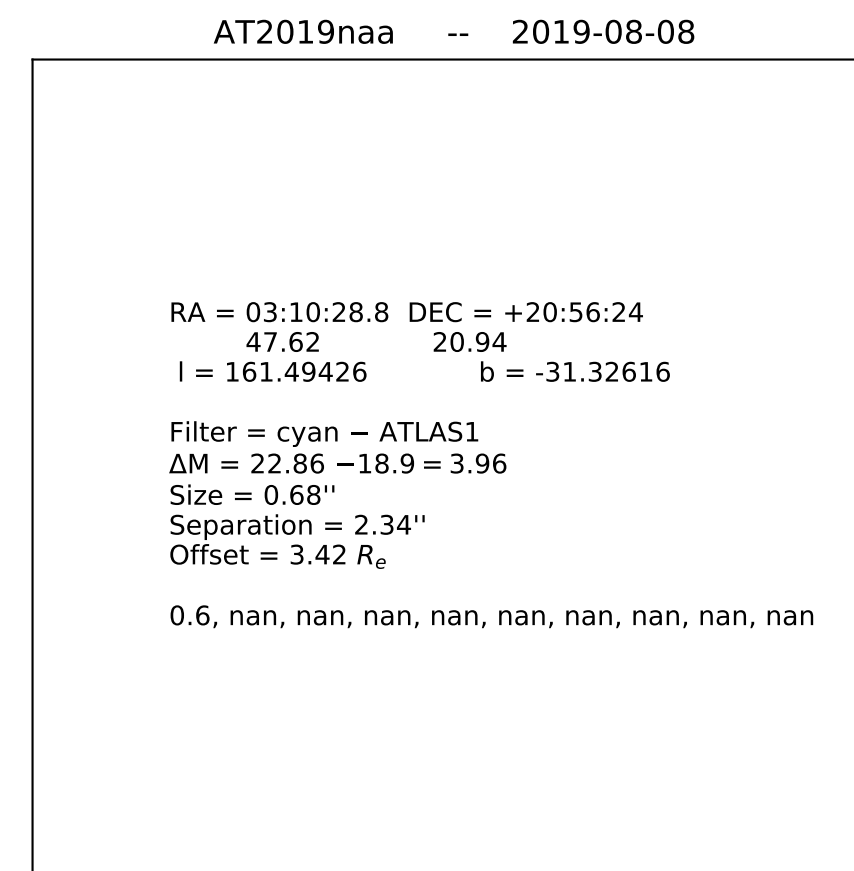 AT2019naa -- 2019-08-08
RA = 03:10:28.8 DEC = +20:56:24
47.62 20.94
l = 161.49426 b = -31.32616
Filter = cyan − ATLAS1
ΔM = 22.86 −18.9 = 3.96
Size = 0.68''
Separation = 2.34''
Offset = 3.42 Re
0.6, nan, nan, nan, nan, nan, nan, nan, nan, nan